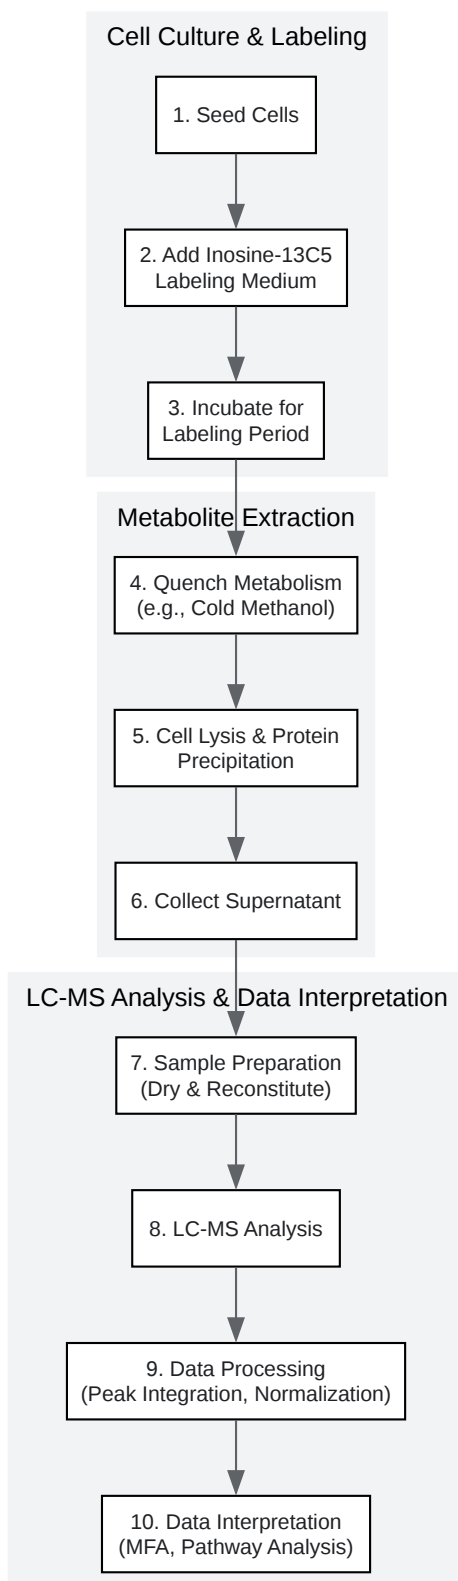 Cell Culture & Labeling
1. Seed Cells
2. Add Inosine-13C5
Labeling Medium
3. Incubate for
Labeling Period
Metabolite Extraction
4. Quench Metabolism
(e.g., Cold Methanol)
5. Cell Lysis & Protein
Precipitation
6. Collect Supernatant
LC-MS Analysis & Data Interpretation
7. Sample Preparation
(Dry & Reconstitute)
8. LC-MS Analysis
9. Data Processing
(Peak Integration, Normalization)
10. Data Interpretation
(MFA, Pathway Analysis)